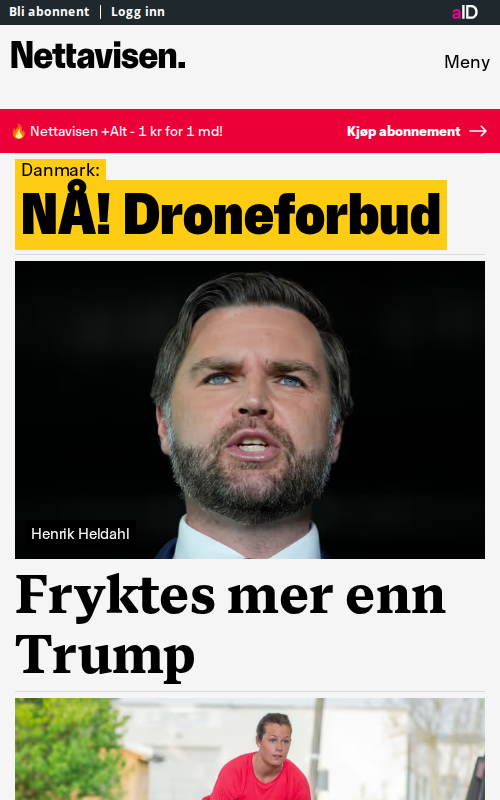 Bli abonnent | Logg inn
aID
Nettavisen.
Meny
🔥 Nettavisen +Alt - 1 kr for 1 md!
Kjøp abonnement →
Danmark:
NÅ! Droneforbud
Henrik Heldahl
Fryktes mer enn
Trump